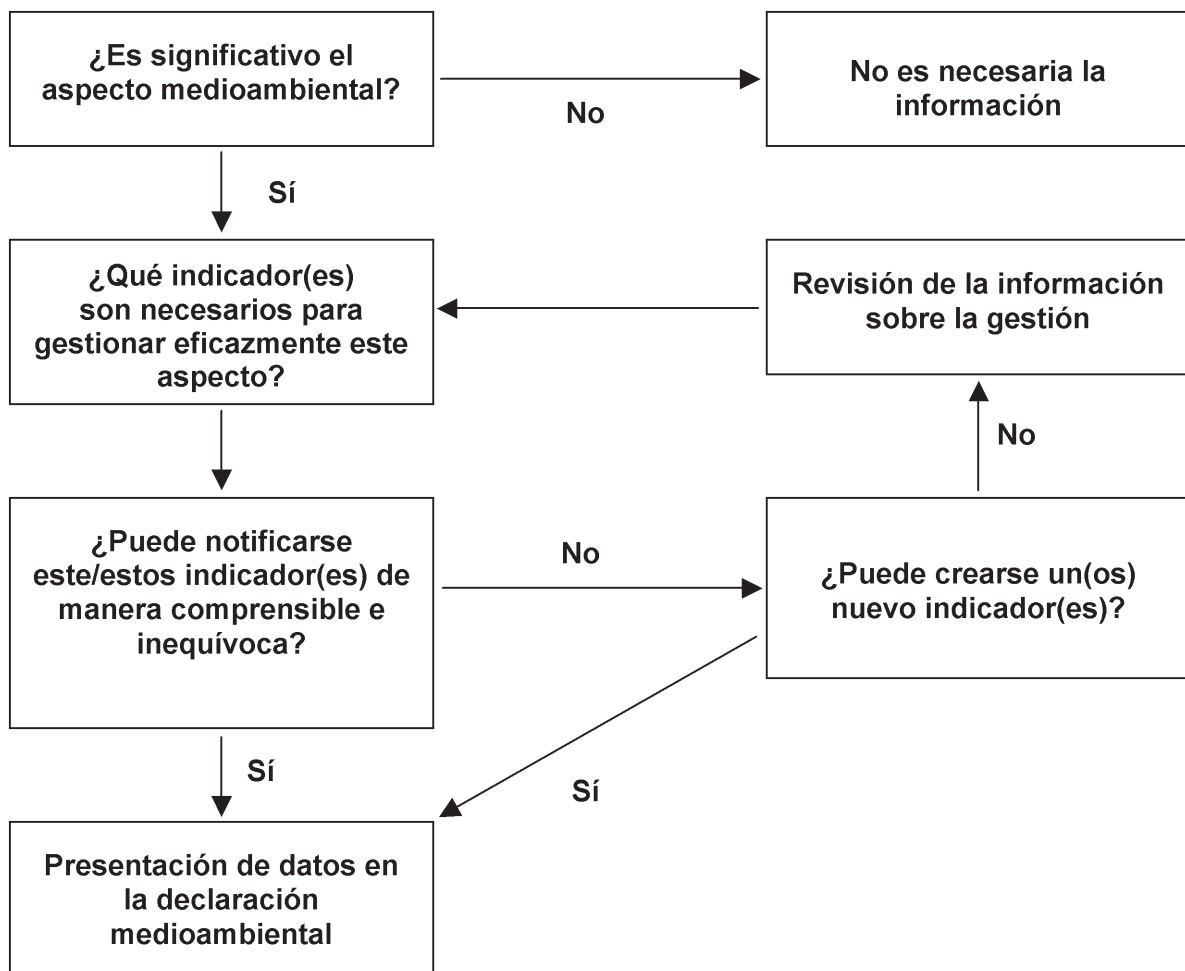 ¿Es significativo el
aspecto medioambiental?
No
No es necesaria la
información
Sí
¿Qué indicador(es)
son necesarios para
gestionar eficazmente este
aspecto?
Revisión de la información
sobre la gestión
No
¿Puede notificarse
este/estos indicador(es) de
manera comprensible e
inequívoca?
No
¿Puede crearse un(os)
nuevo indicador(es)?
Sí
Sí
Presentación de datos en
la declaración
medioambiental